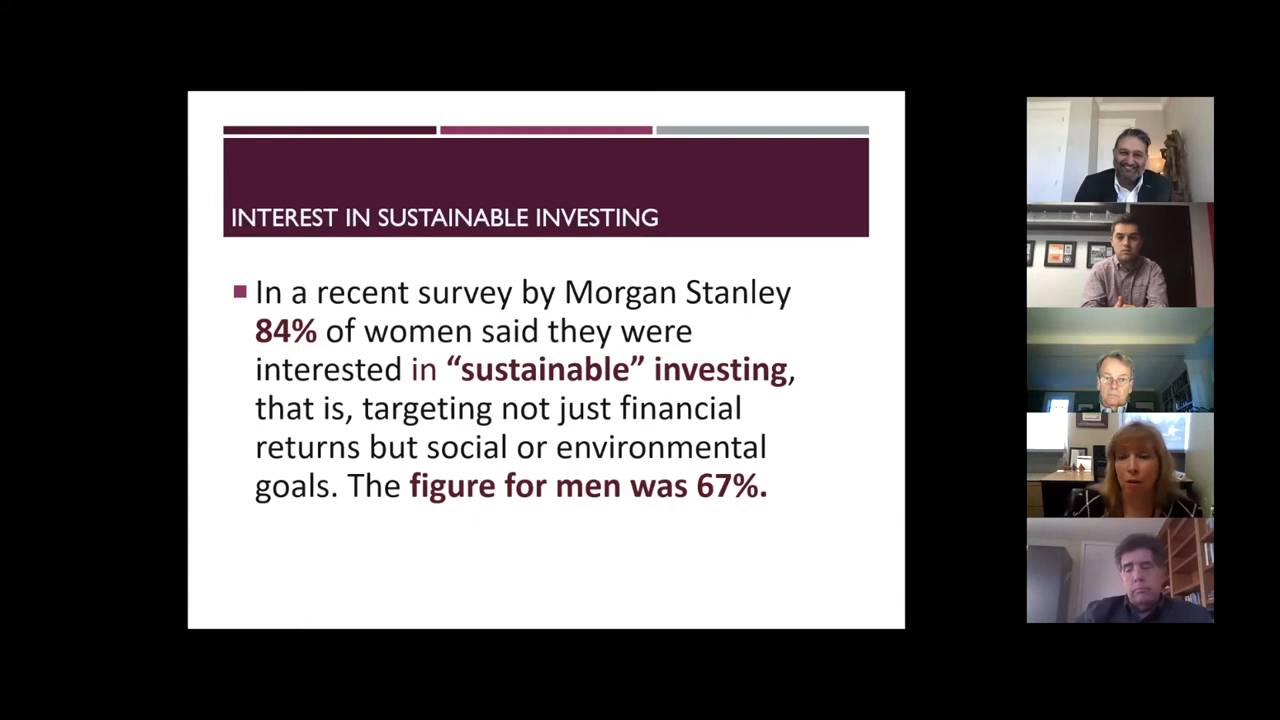 INTEREST IN SUSTAINABLE INVESTING
In a recent survey by Morgan Stanley
84% of women said they were
interested in “sustainable” investing,
that is, targeting not just financial
returns but social or environmental
goals. The figure for men was 67%.